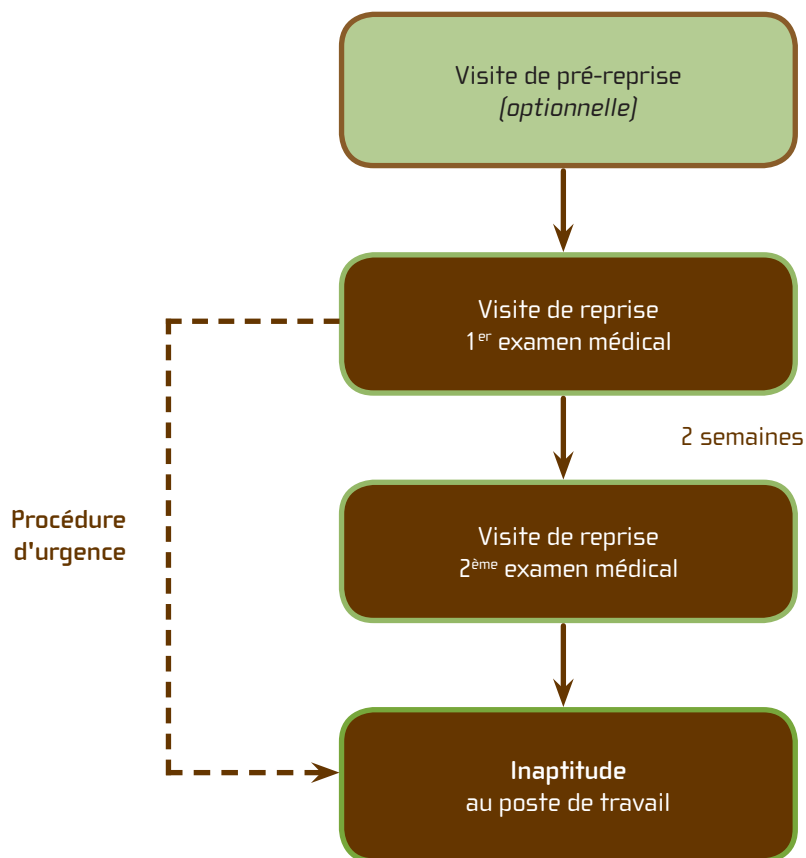 Visite de pré-reprise
(optionnelle)
Visite de reprise
1er examen médical
2 semaines
Procédure
d'urgence
Visite de reprise
2ème examen médical
Inaptitude
au poste de travail